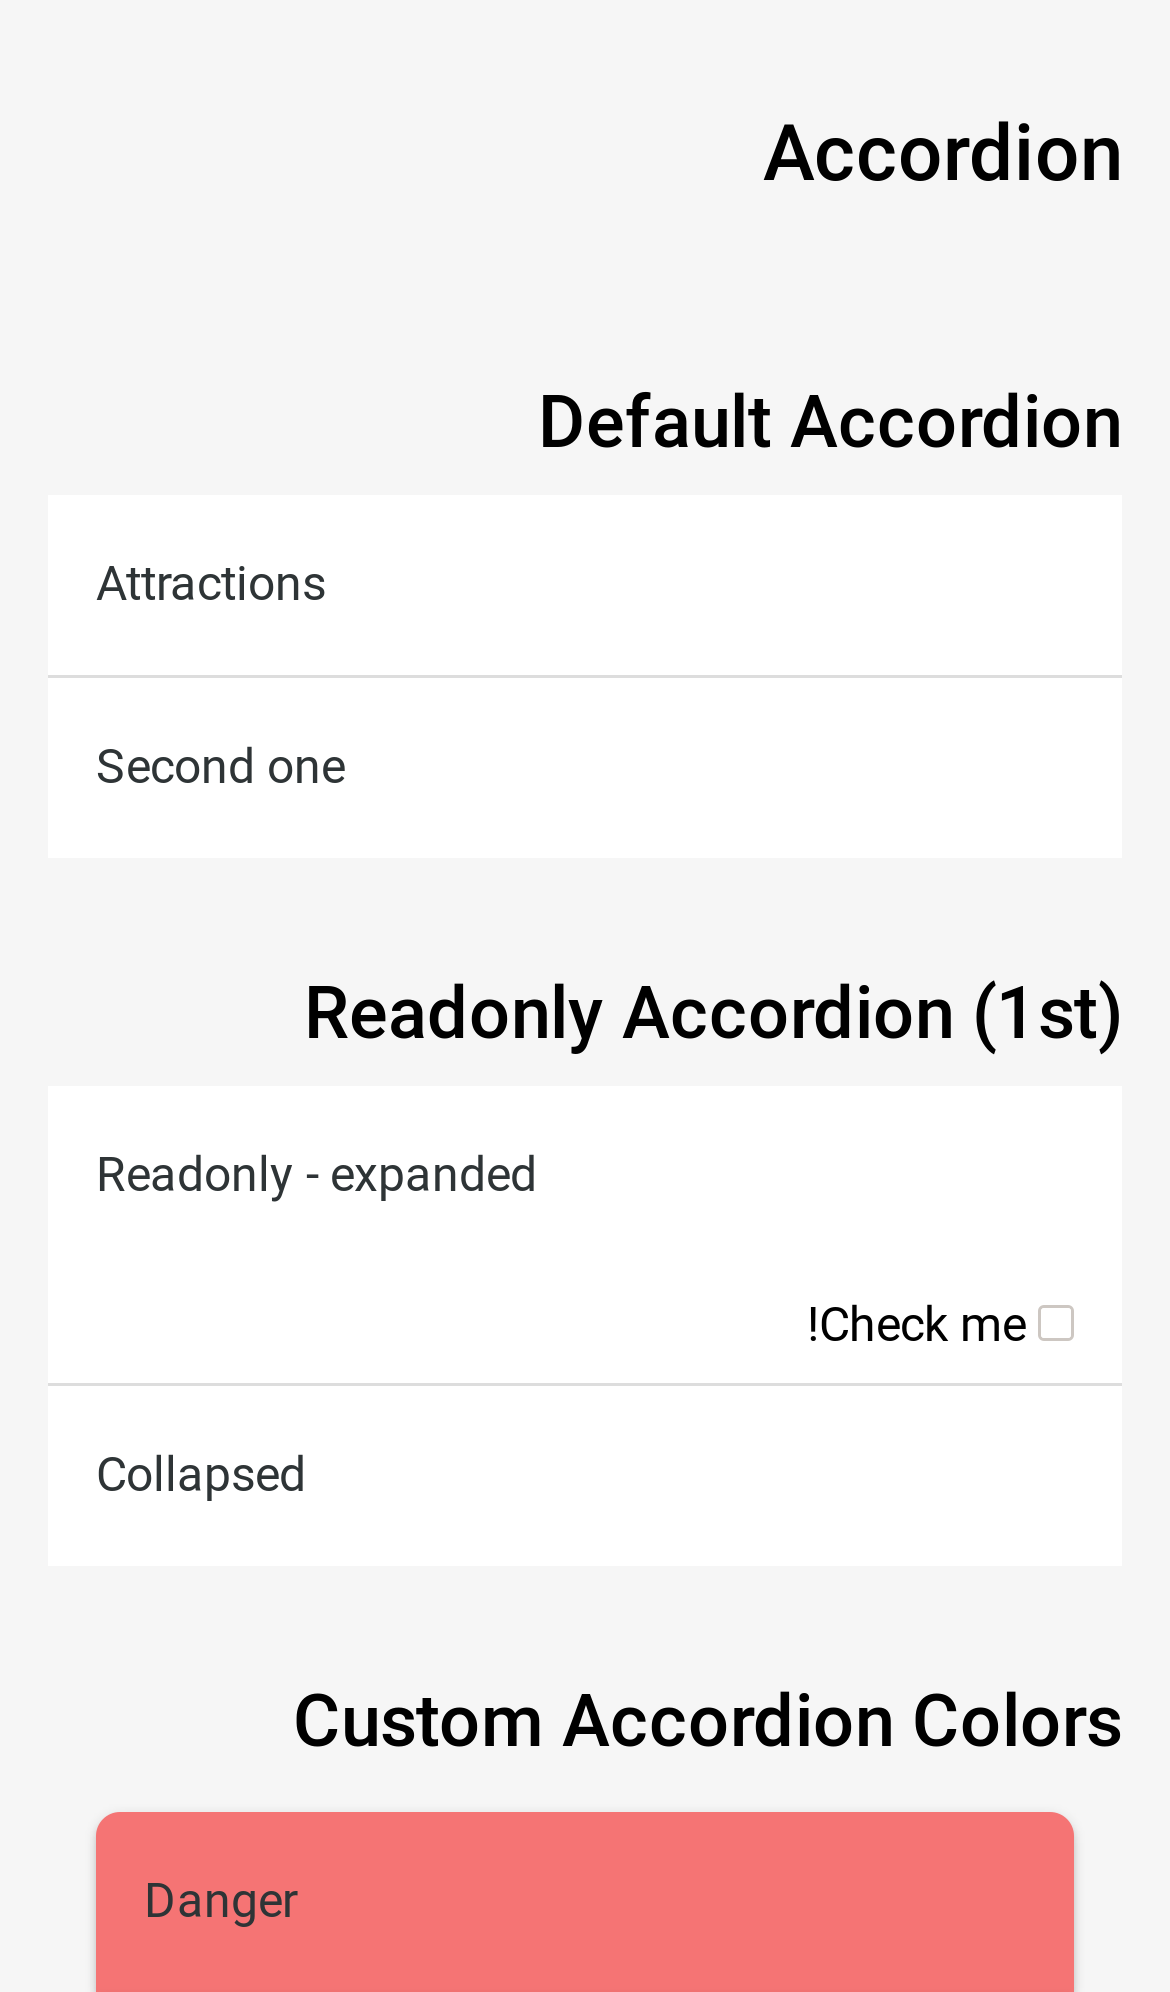 Accordion
Default Accordion
Attractions
Second one
Readonly Accordion (1st)
Readonly - expanded
!Check me
Collapsed
Custom Accordion Colors
Danger